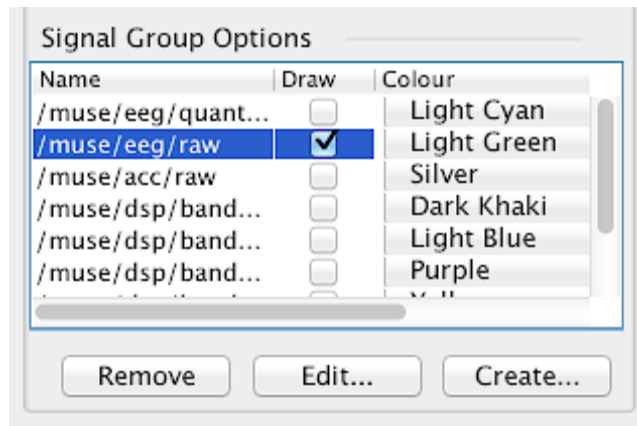 Signal Group Options
Name Draw Colour
/muse/eeg/quant... Light Cyan
/muse/eeg/raw Light Green
/muse/acc/raw Silver
/muse/dsp/band... Dark Khaki
/muse/dsp/band... Light Blue
/muse/dsp/band... Purple
Remove Edit... Create...